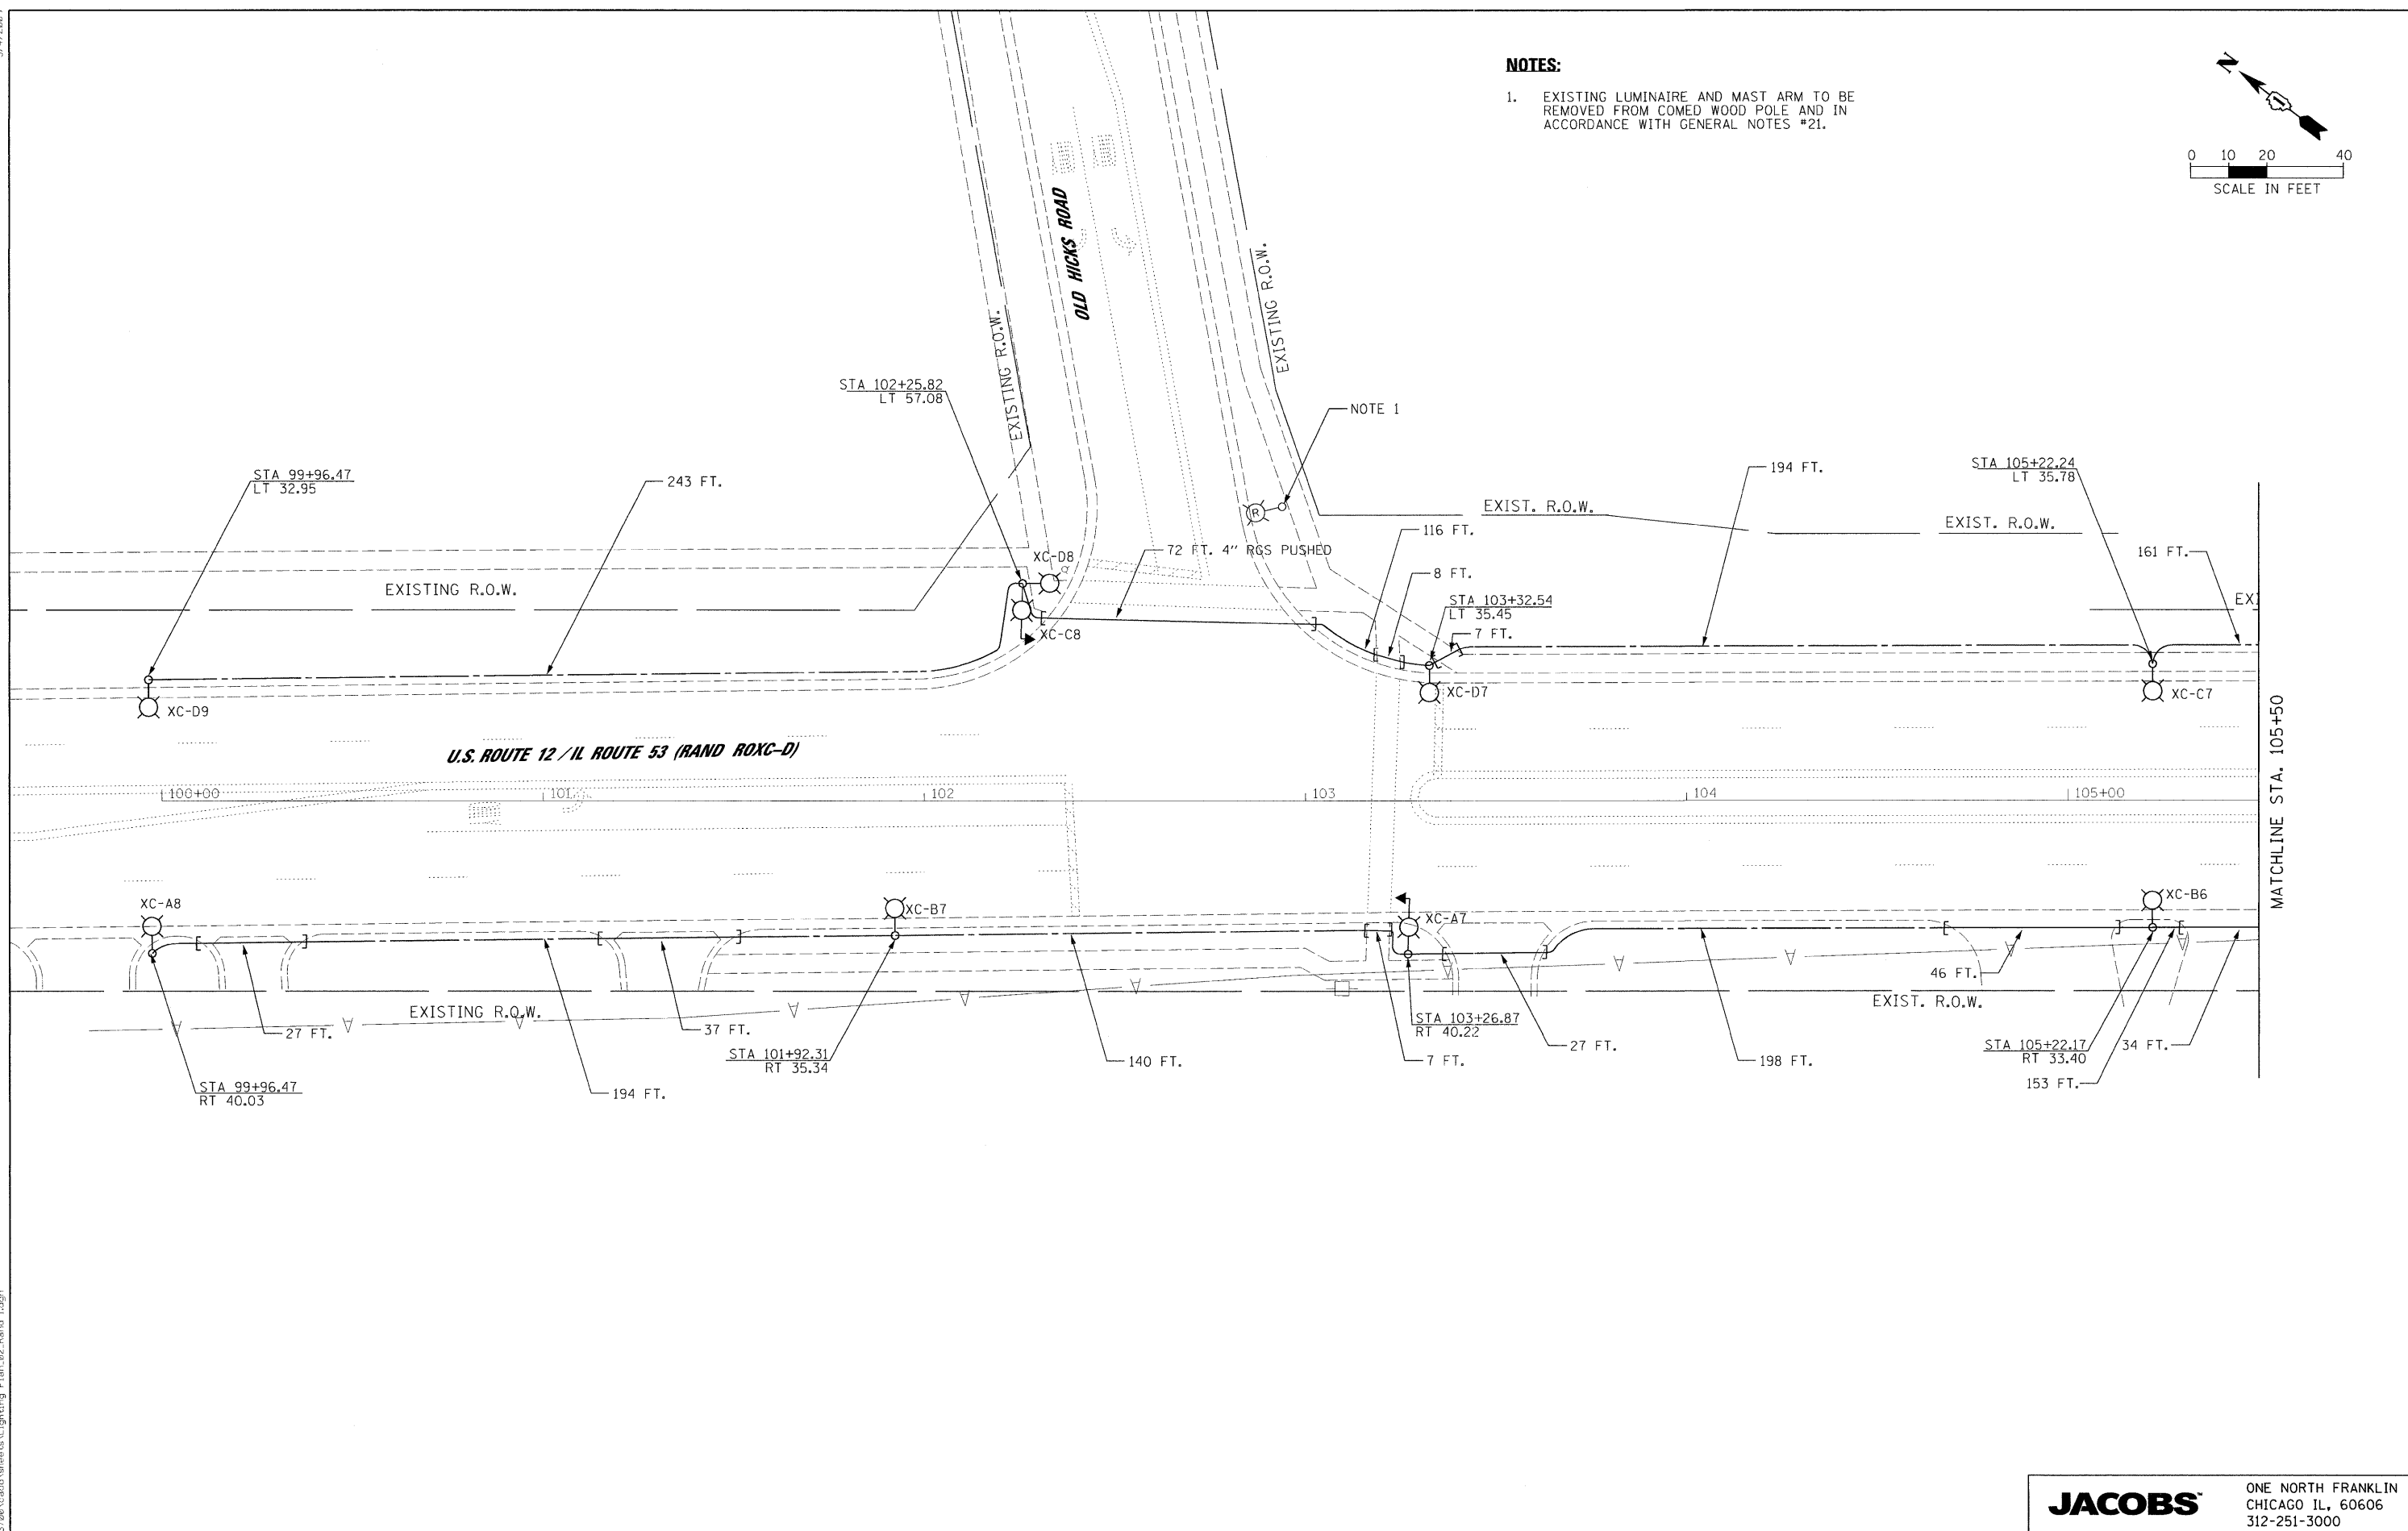 NOTES:
1. EXISTING LUMINAIRE AND MAST ARM TO BE
REMOVED FROM COMED WOOD POLE AND IN
ACCORDANCE WITH GENERAL NOTES #21.
N
0 10 20 40
SCALE IN FEET
OLD HICKS ROAD
EXISTING R.O.W.
EXISTING R.O.W.
STA 102+25.82
LT 57.08
NOTE 1
R
STA 99+96.47
LT 32.95
243 FT.
194 FT.
STA 105+22.24
LT 35.78
EXIST. R.O.W.
EXIST. R.O.W.
116 FT.
72 FT. 4" RGS PUSHED
161 FT.
XC-D8
8 FT.
EXISTING R.O.W.
STA 103+32.54
LT 35.45
7 FT.
EX
XC-C8
XC-D9
XC-D7
XC-C7
U.S. ROUTE 12 / IL ROUTE 53 (RAND ROXC-D)
100+00
101
102
103
104
105+00
MATCHLINE STA. 105+50
XC-A8
XC-B7
XC-A7
XC-B6
46 FT.
EXIST. R.O.W.
EXISTING R.O.W.
27 FT.
37 FT.
STA 103+26.87
RT 40.22
STA 101+92.31
RT 35.34
140 FT.
7 FT.
27 FT.
198 FT.
STA 105+22.17
RT 33.40
34 FT.
153 FT.
STA 99+96.47
RT 40.03
194 FT.
JACOBS™
ONE NORTH FRANKLIN
CHICAGO IL, 60606
312-251-3000